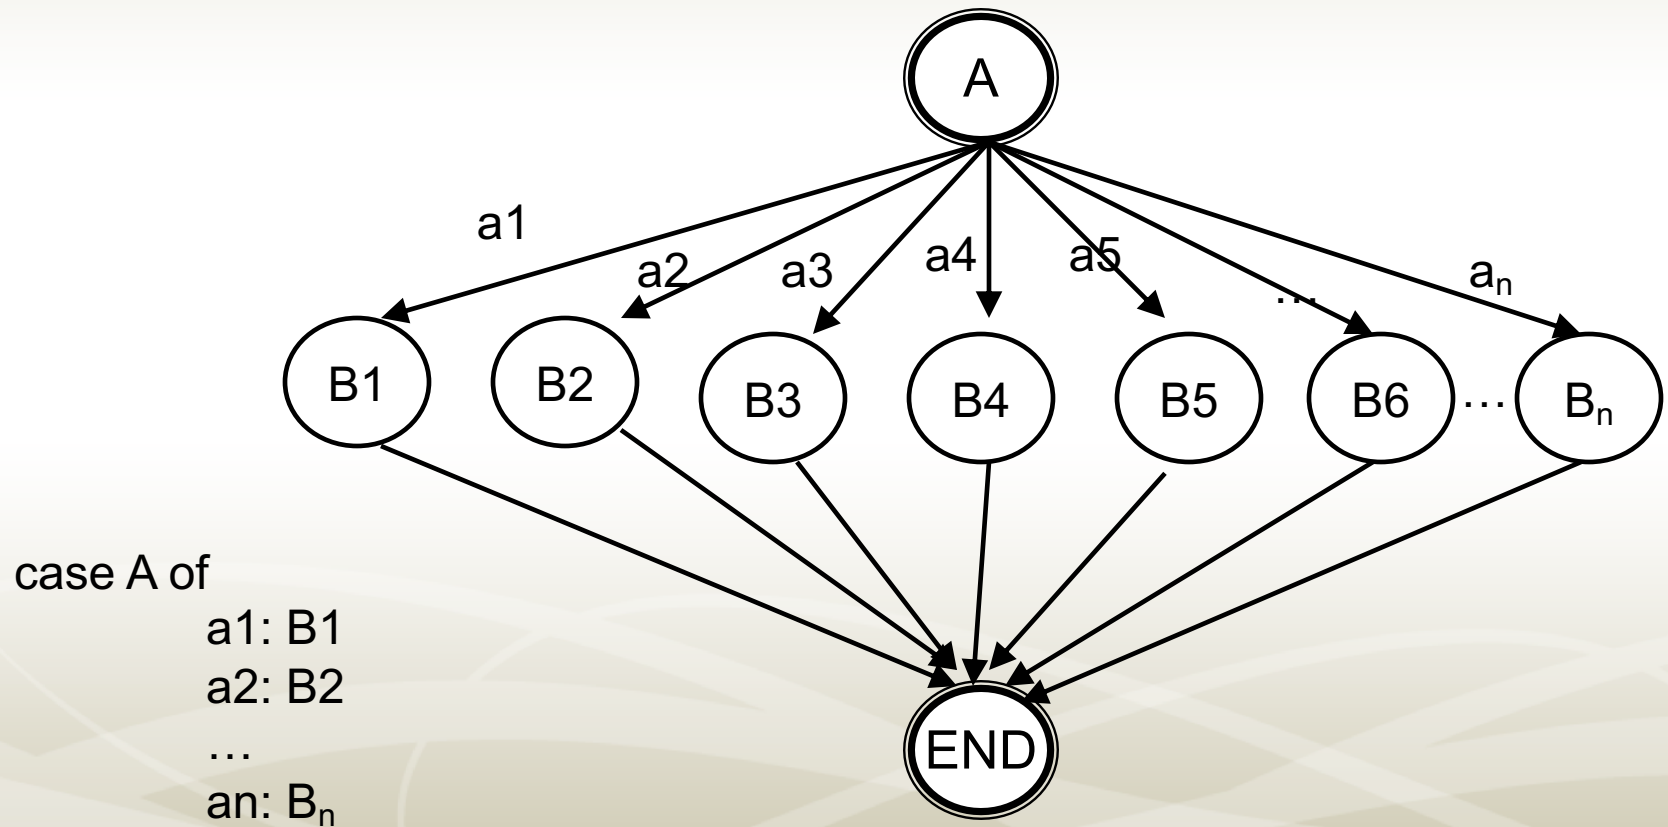 A
a1
a2
a3
a4
a5
...
aₙ
B1
B2
B3
B4
B5
B6
...
Bₙ
case A of
a1: B1
a2: B2
...
an: Bₙ
END